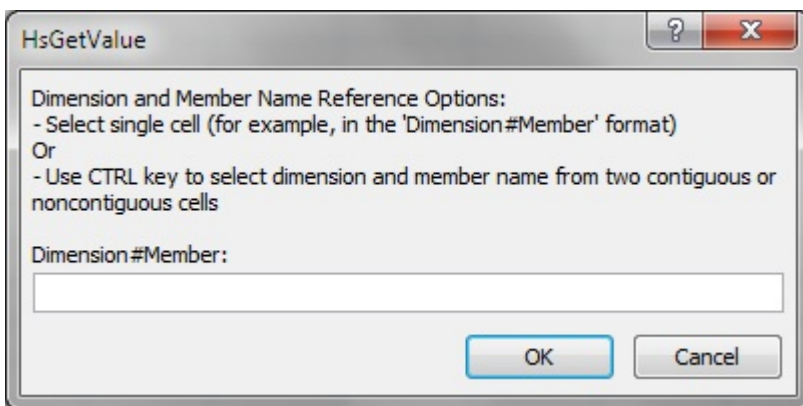 HsGetValue
Dimension and Member Name Reference Options:
- Select single cell (for example, in the 'Dimension#Member' format)
Or
- Use CTRL key to select dimension and member name from two contiguous or
noncontiguous cells
Dimension#Member:
OK Cancel